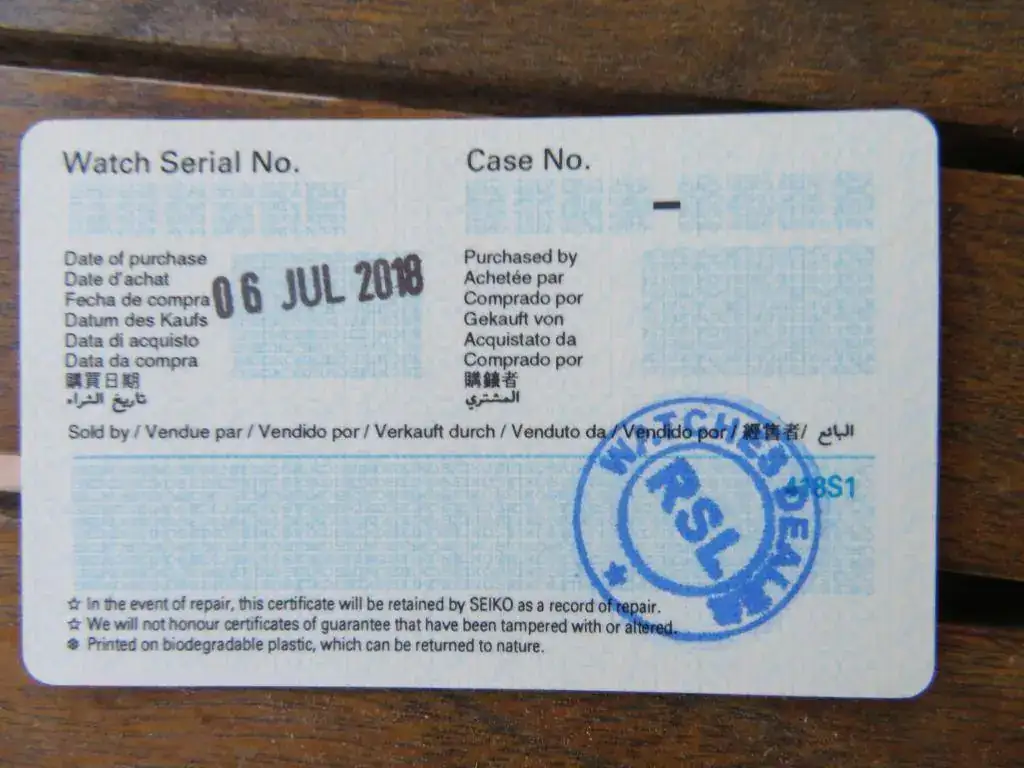 Watch Serial No.
Case No.
-
Date of purchase
Date d'achat
Fecha de compra
Datum des Kaufs
Data di acquisto
Data da compra
購買日期
تاريخ الشراء
06 JUL 2018
Purchased by
Achetée par
Comprado por
Gekauft von
Acquistato da
Comprado por
購錶者
المشتري
Sold by / Vendue par / Vendido por / Verkauft durch / Venduto da / Vendido por / 經售者/ البائع
WATCHES DEALER
RSL
418S1
☆ In the event of repair, this certificate will be retained by SEIKO as a record of repair.
☆ We will not honour certificates of guarantee that have been tampered with or altered.
❁ Printed on biodegradable plastic, which can be returned to nature.